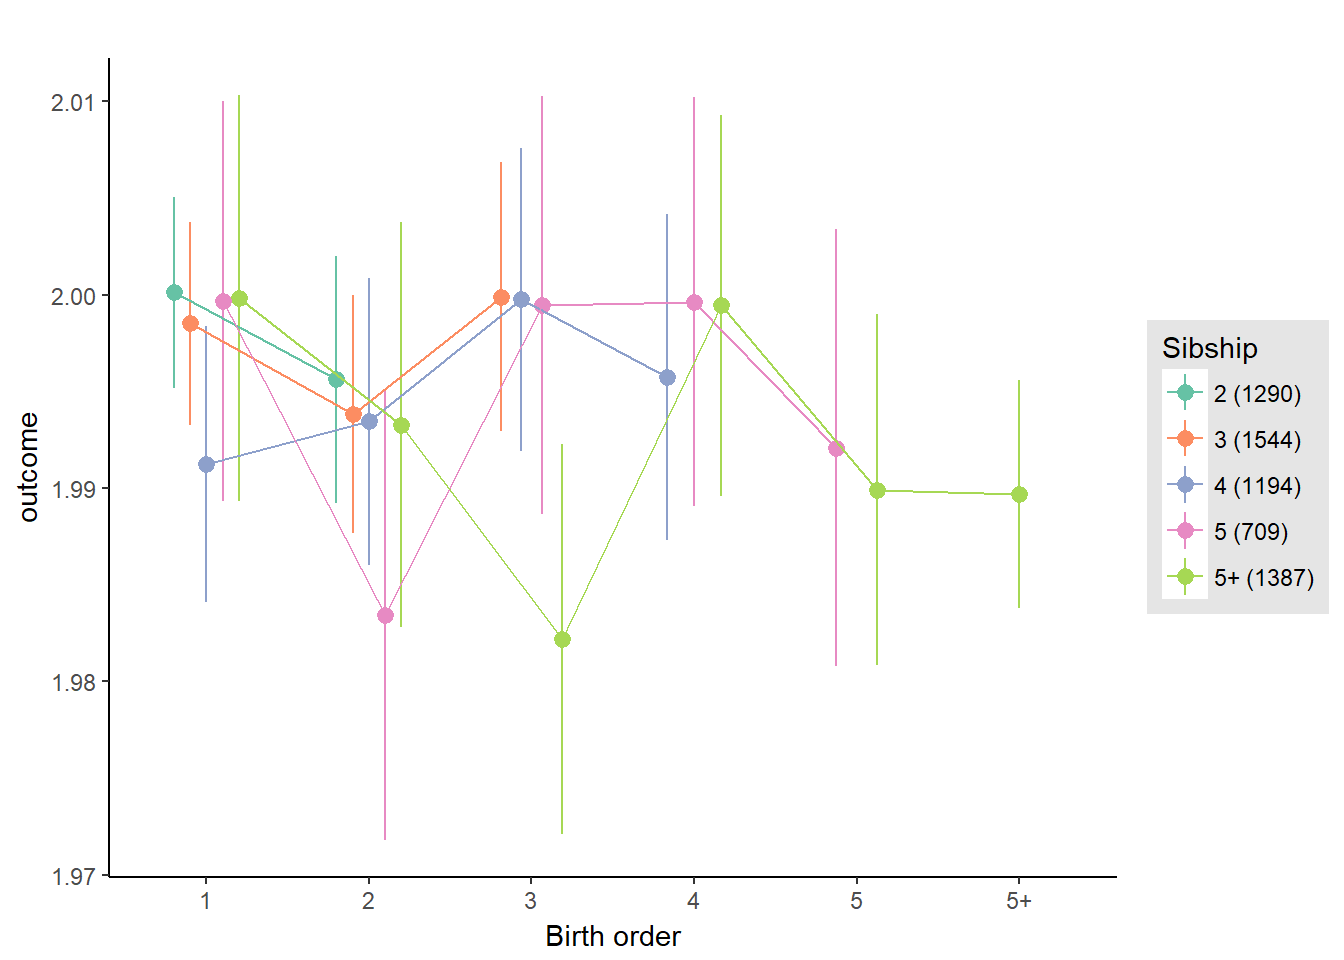 2.01
2.00
1.99
1.98
1.97
outcome
1 2 3 4 5 5+
Birth order
Sibship
2 (1290)
3 (1544)
4 (1194)
5 (709)
5+ (1387)